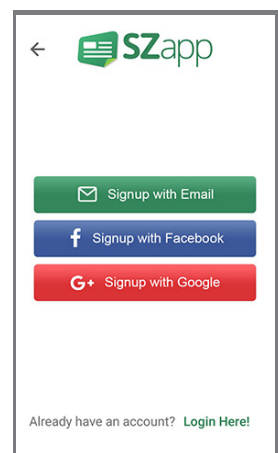 SZapp
Signup with Email
f Signup with Facebook
G+ Signup with Google
Already have an account? Login Here!